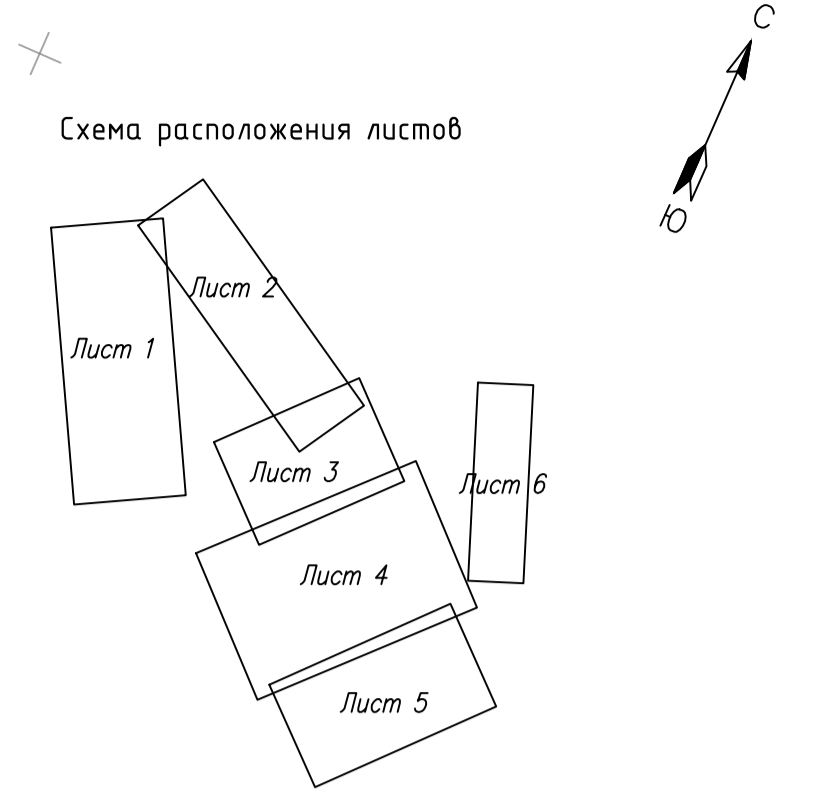 С
Схема расположения листов
Ю
Лист 2
Лист 1
Лист 3
Лист 6
Лист 4
Лист 5